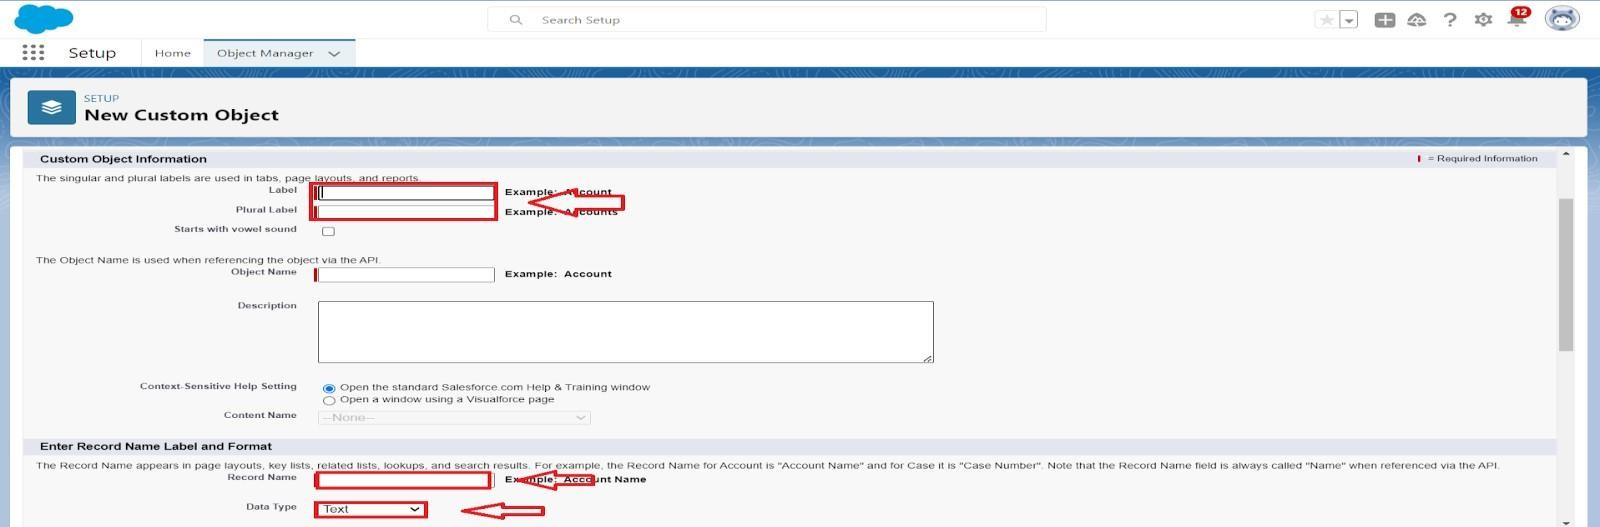 Search Setup
12
Setup Home Object Manager
SETUP
New Custom Object
Custom Object Information
= Required Information
The singular and plural labels are used in tabs, page layouts, and reports.
Label Example: Account
Plural Label Example: Accounts
Starts with vowel sound
The Object Name is used when referencing the object via the API.
Object Name Example: Account
Description
Context-Sensitive Help Setting Open the standard Salesforce.com Help & Training window
Open a window using a Visualforce page
Content Name --None--
Enter Record Name Label and Format
The Record Name appears in page layouts, key lists, related lists, lookups, and search results. For example, the Record Name for Account is "Account Name" and for Case it is "Case Number". Note that the Record Name field is always called "Name" when referenced via the API.
Record Name Example: Account Name
Data Type Text